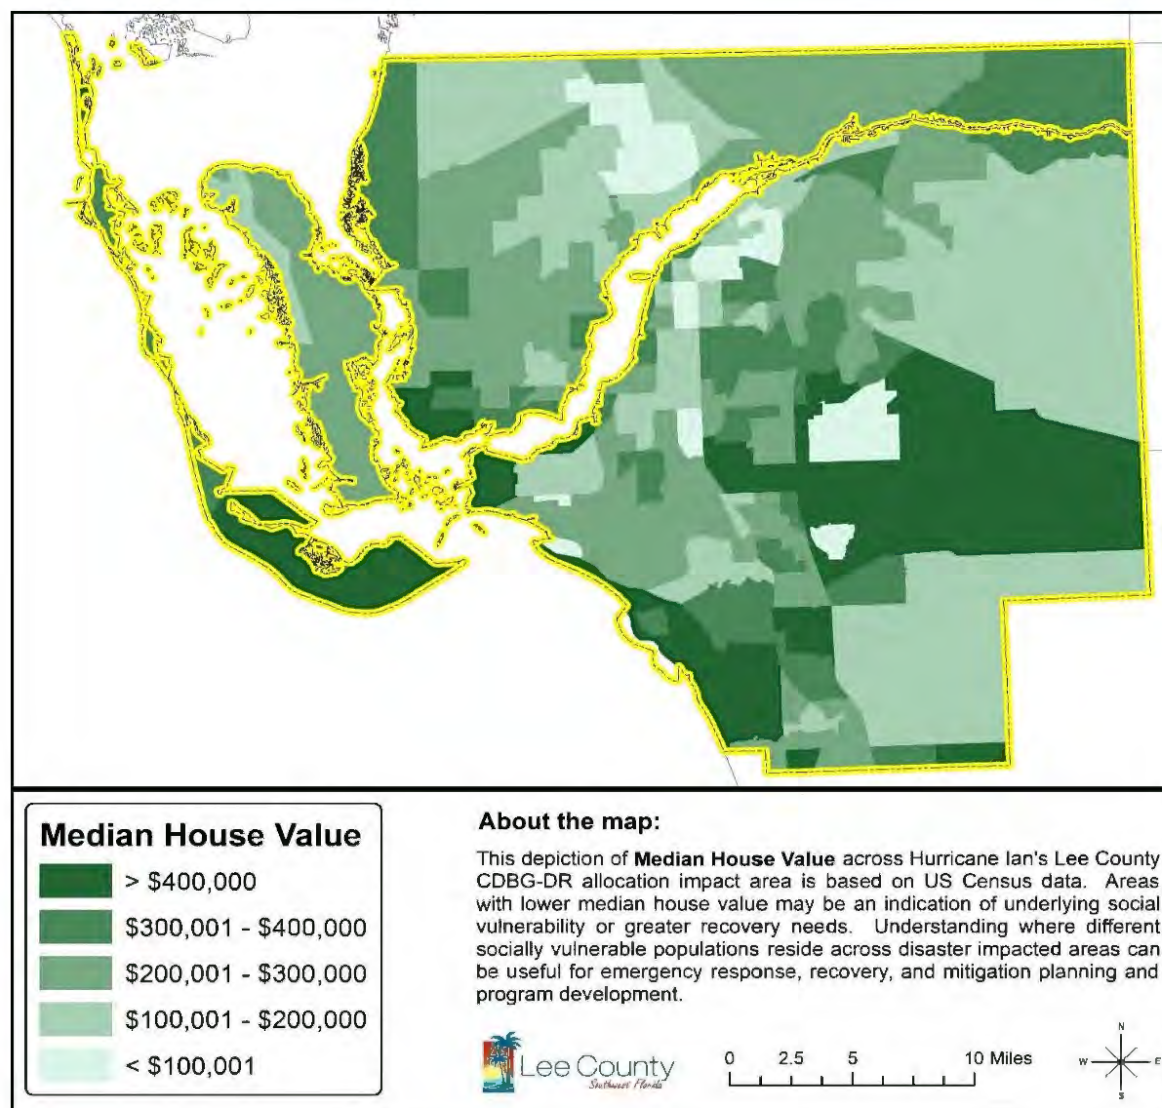 Median House Value
> $400,000
$300,001 - $400,000
$200,001 - $300,000
$100,001 - $200,000
< $100,001
About the map:
This depiction of Median House Value across Hurricane Ian's Lee County
CDBG-DR allocation impact area is based on US Census data. Areas
with lower median house value may be an indication of underlying social
vulnerability or greater recovery needs. Understanding where different
socially vulnerable populations reside across disaster impacted areas can
be useful for emergency response, recovery, and mitigation planning and
program development.
Lee County
Southwest Florida
0 2.5 5 10 Miles
N
W E
S